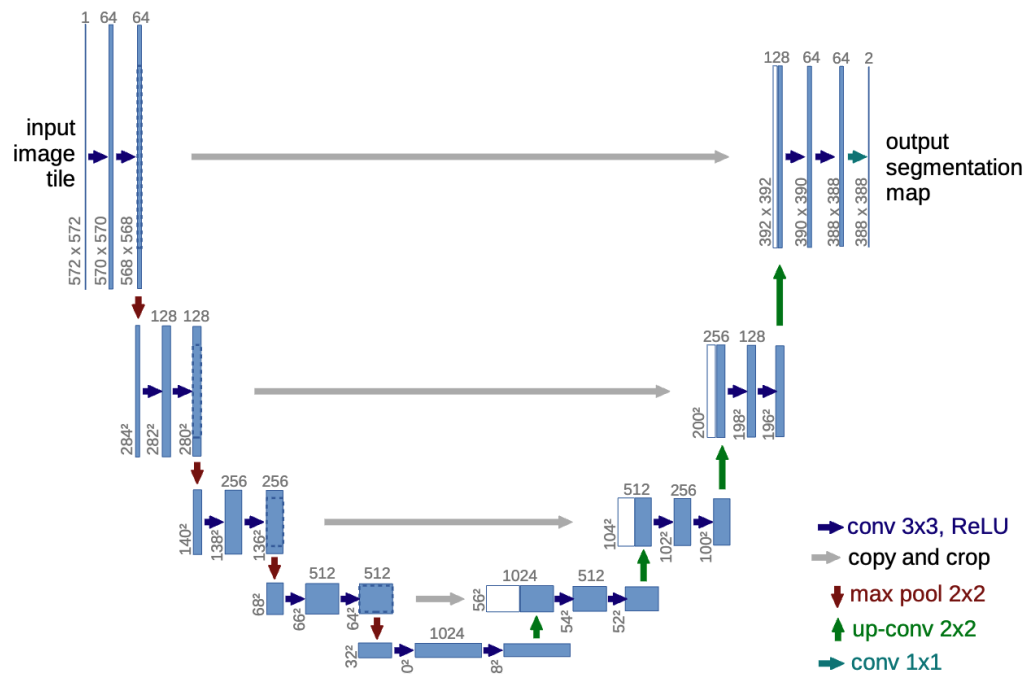 1 64 64
128 64 64 2
input
image
tile
output
segmentation
map
572 x 572
570 x 570
568 x 568
392 x 392
390 x 390
388 x 388
388 x 388
128 128
256 128
284²
282²
280²
200²
198²
196²
256 256
512 256
140²
138²
136²
104²
102²
100²
512 512
1024 512
68²
66²
64²
56²
54²
52²
1024
32²
0²
8²
conv 3x3, ReLU
copy and crop
max pool 2x2
up-conv 2x2
conv 1x1